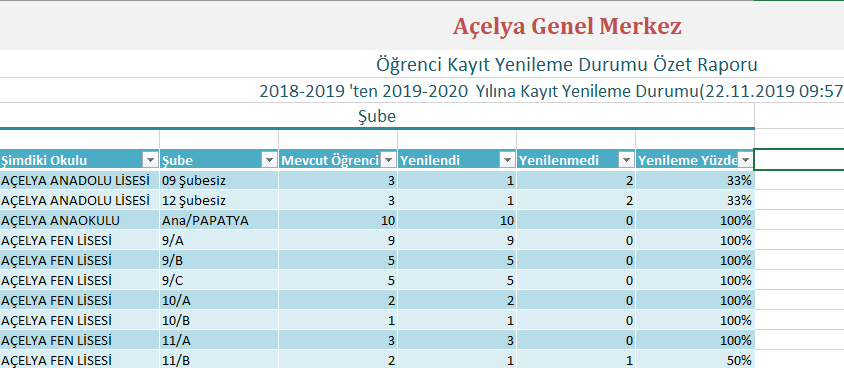 Açelya Genel Merkez
Öğrenci Kayıt Yenileme Durumu Özet Raporu
2018-2019 'ten 2019-2020 Yılına Kayıt Yenileme Durumu(22.11.2019 09:57
Şube
Şimdiki Okulu Şube Mevcut Öğrenci Yenilendi Yenilenmedi Yenileme Yüzde
AÇELYA ANADOLU LİSESİ 09 Şubesiz 3 1 2 33%
AÇELYA ANADOLU LİSESİ 12 Şubesiz 3 1 2 33%
AÇELYA ANAOKULU Ana/PAPATYA 10 10 0 100%
AÇELYA FEN LİSESİ 9/A 9 9 0 100%
AÇELYA FEN LİSESİ 9/B 5 5 0 100%
AÇELYA FEN LİSESİ 9/C 5 5 0 100%
AÇELYA FEN LİSESİ 10/A 2 2 0 100%
AÇELYA FEN LİSESİ 10/B 1 1 0 100%
AÇELYA FEN LİSESİ 11/A 3 3 0 100%
AÇELYA FEN LİSESİ 11/B 2 1 1 50%